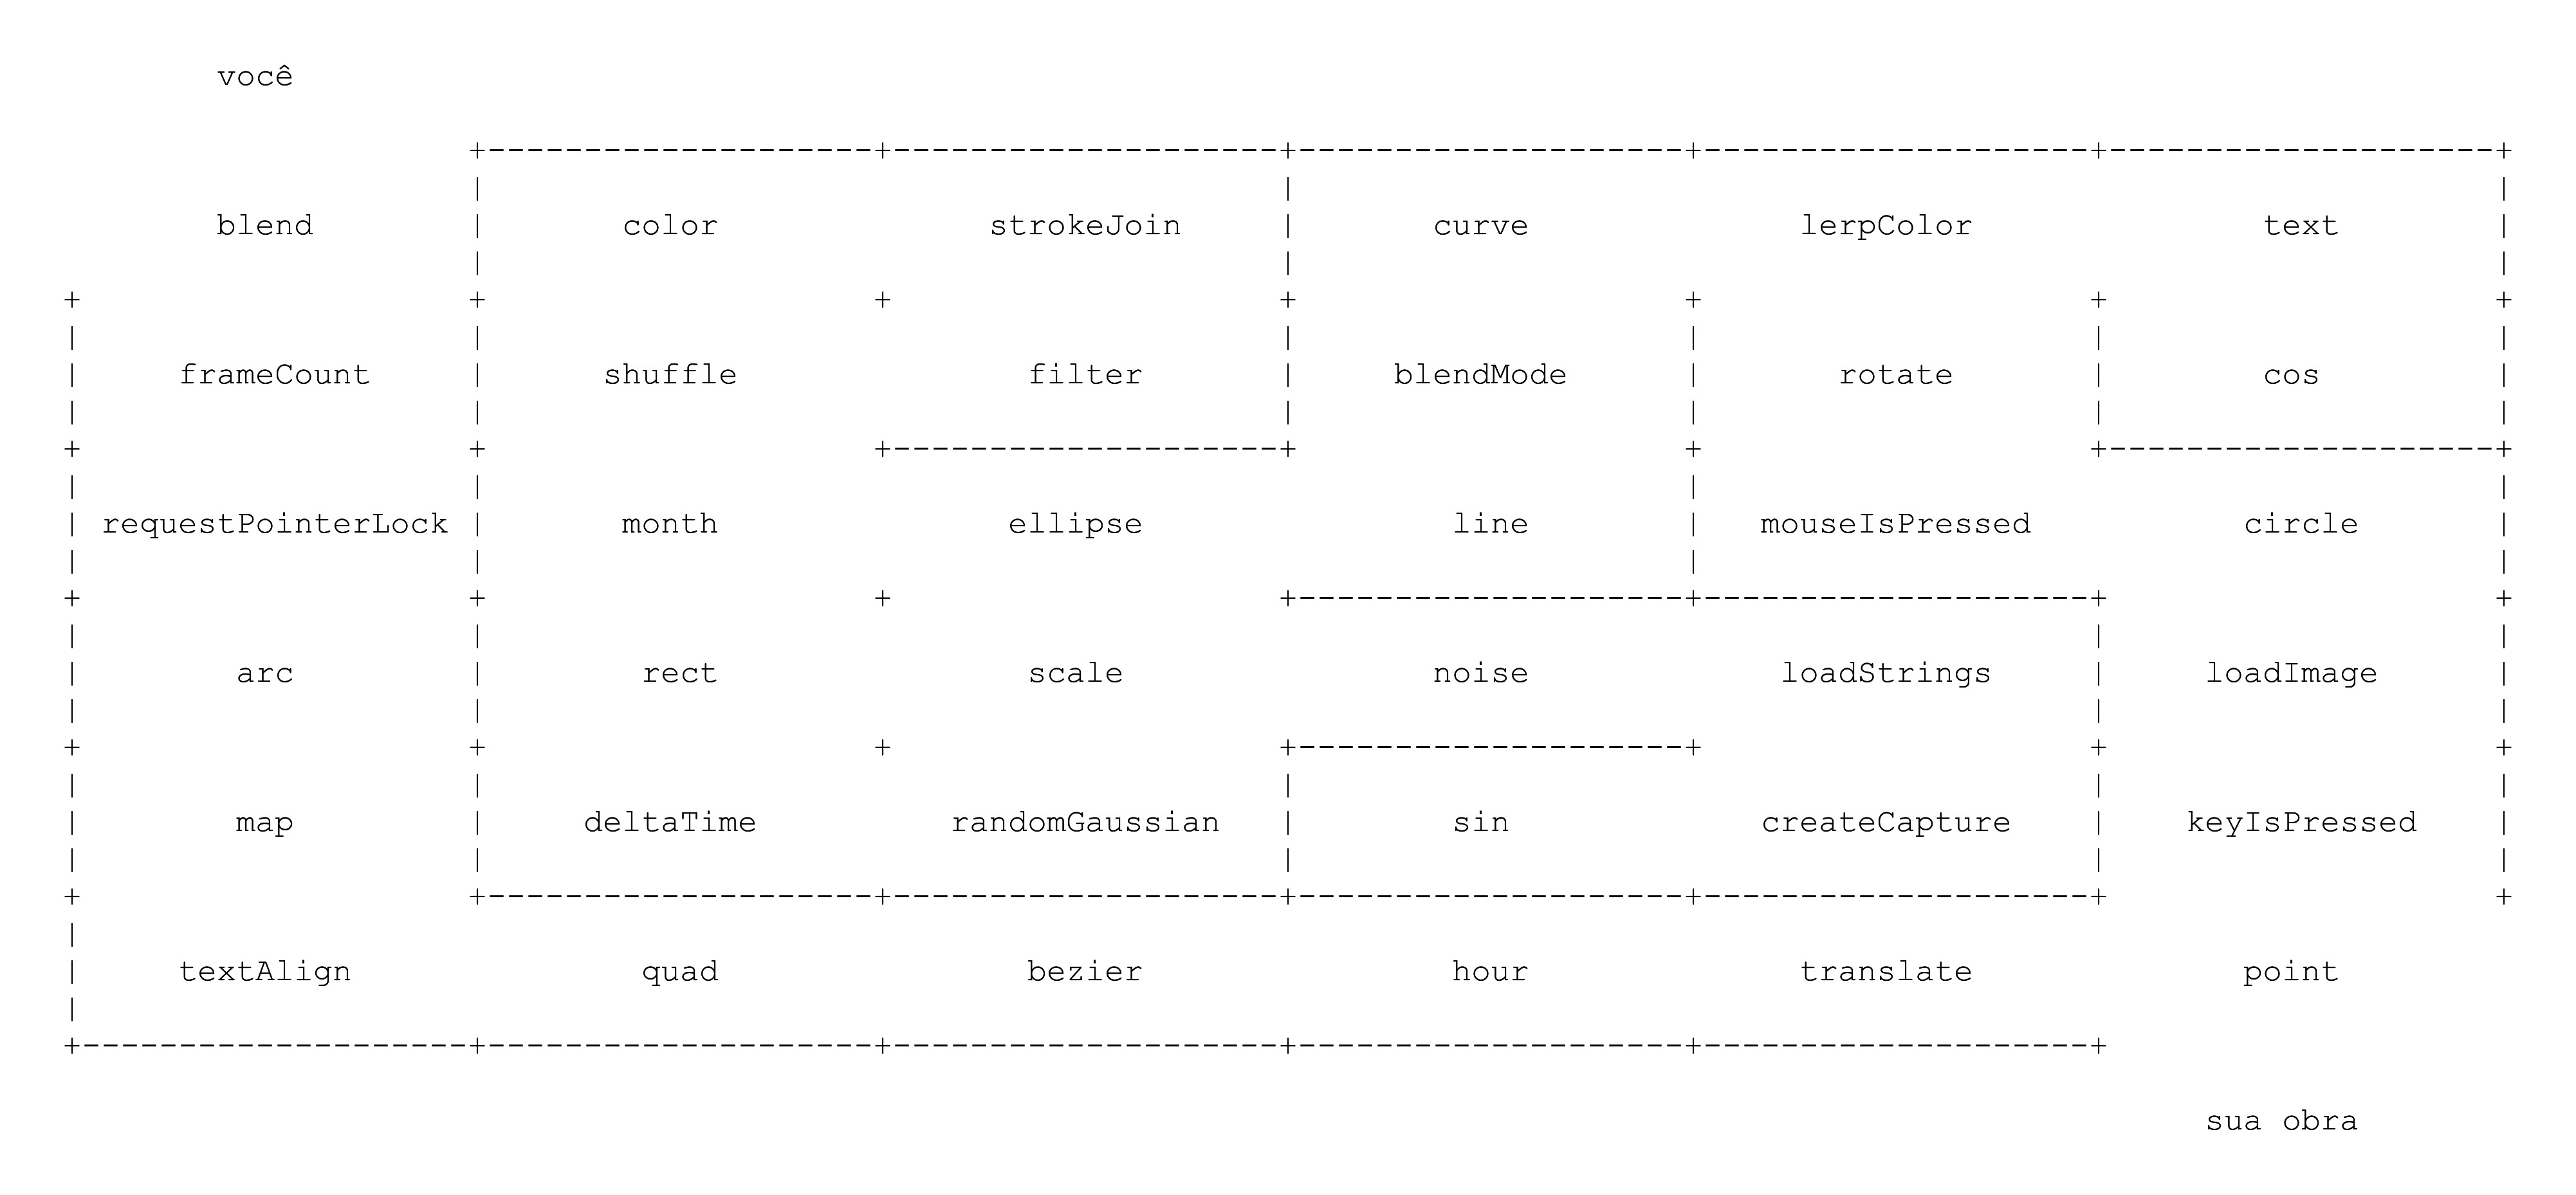 você
blend color strokeJoin curve lerpColor text
frameCount shuffle filter blendMode rotate cos
requestPointerLock month ellipse line mouseIsPressed circle
arc rect scale noise loadStrings loadImage
map deltaTime randomGaussian sin createCapture keyIsPressed
textAlign quad bezier hour translate point
sua obra